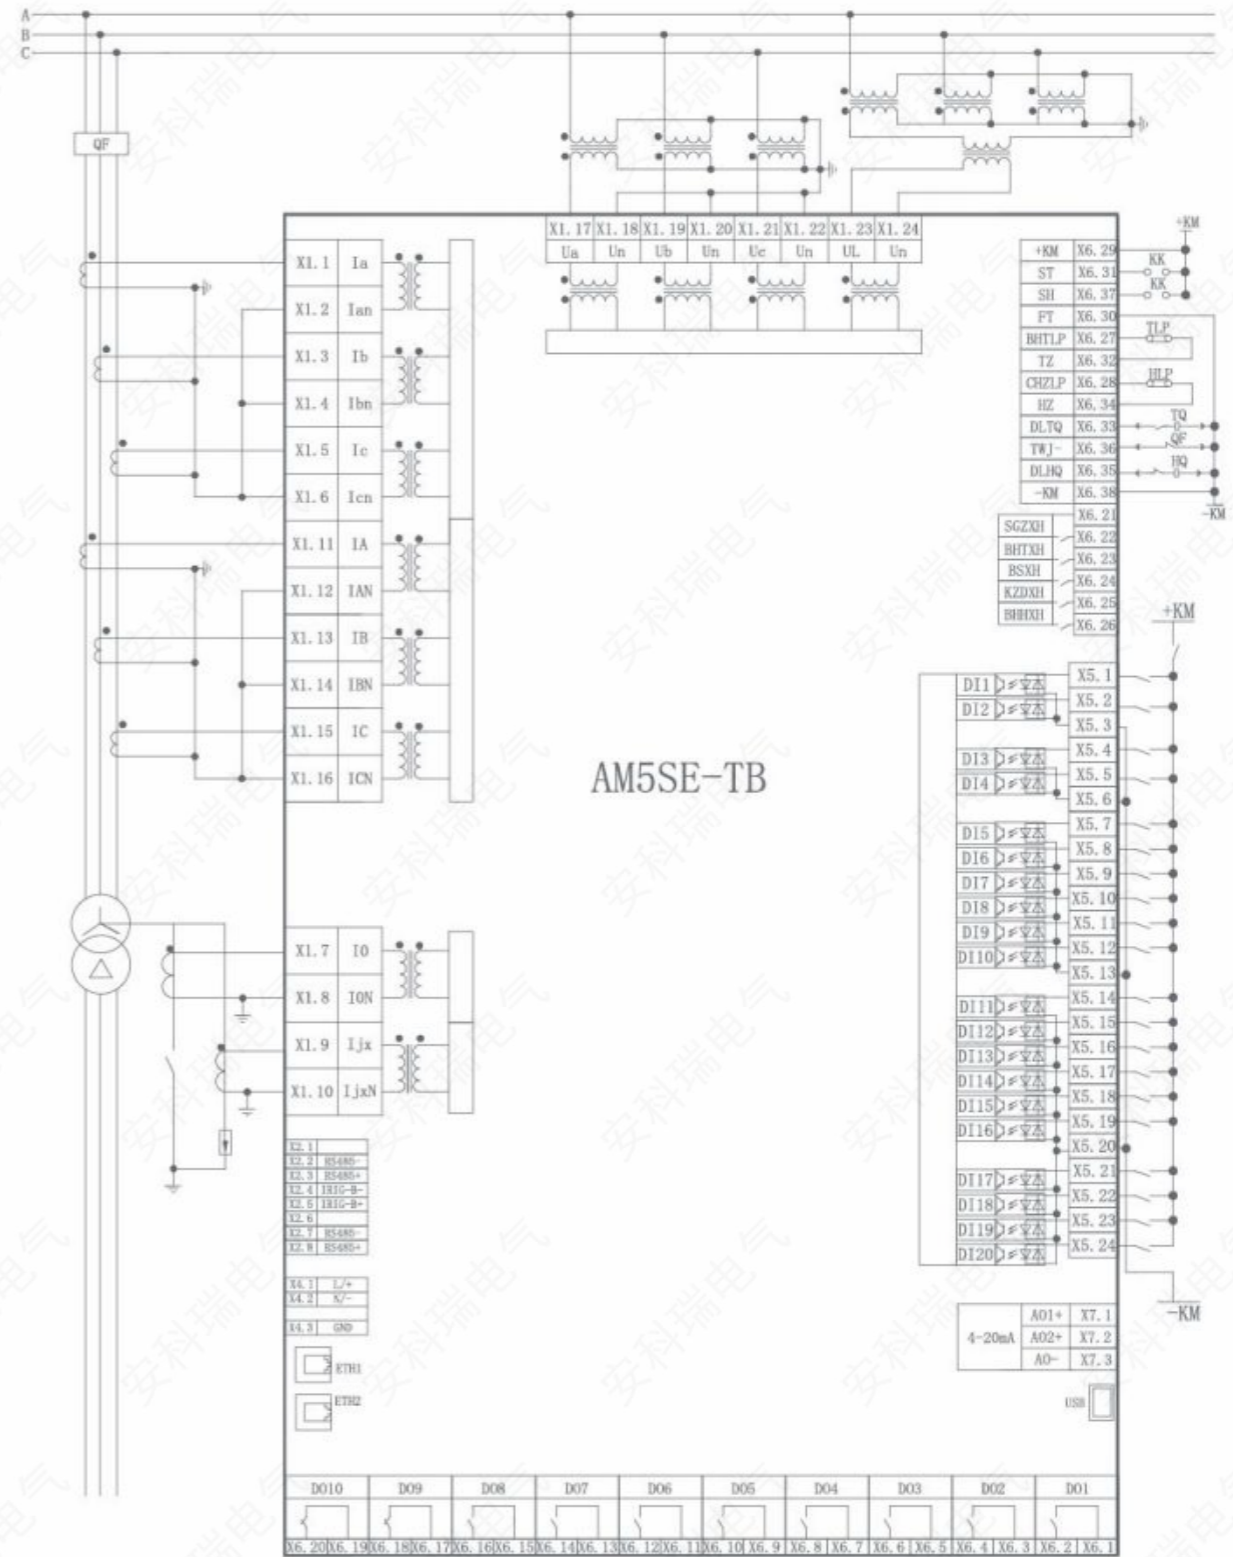 A
B
C
QF
X1.17 X1.18 X1.19 X1.20 X1.21 X1.22 X1.23 X1.24
Ua Un Ub Un Uc Un UL Un
X1.1 Ia
X1.2 Ian
X1.3 Ib
X1.4 Ibn
X1.5 Ic
X1.6 Icn
X1.11 IA
X1.12 IAN
X1.13 IB
X1.14 IBN
X1.15 IC
X1.16 ICN
X1.7 I0
X1.8 I0N
X1.9 Ijx
X1.10 IjxN
X2.1
X2.2 RS485-
X2.3 RS485+
X2.4 IRIG-B-
X2.5 IRIG-B+
X2.6
X2.7 RS485-
X2.8 RS485+
X4.1 L/+
X4.2 N/-
X4.3 GND
ETH1
ETH2
AM5SE-TB
+KM
+KM X6.29
KK
ST X6.31
KK
SH X6.37
FT X6.30
BHTLP X6.27 TLP
TZ X6.32
CHZLP X6.28 HLP
HZ X6.34
DLTQ X6.33 TQ
TWJ- X6.36 QF
DLHQ X6.35 HQ
-KM X6.38
-KM
X6.21
SGZXH
X6.22
BHTXH
X6.23
BSXH
X6.24
KZDXH
X6.25
BHHXH
X6.26
+KM
DI1 X5.1
DI2 X5.2
X5.3
DI3 X5.4
DI4 X5.5
X5.6
DI5 X5.7
DI6 X5.8
DI7 X5.9
DI8 X5.10
DI9 X5.11
DI10 X5.12
X5.13
DI11 X5.14
DI12 X5.15
DI13 X5.16
DI14 X5.17
DI15 X5.18
DI16 X5.19
X5.20
DI17 X5.21
DI18 X5.22
DI19 X5.23
DI20 X5.24
-KM
4-20mA
AO1+ X7.1
AO2+ X7.2
AO- X7.3
USB
DO10 DO9 DO8 DO7 DO6 DO5 DO4 DO3 DO2 DO1
X6.20 X6.19 X6.18 X6.17 X6.16 X6.15 X6.14 X6.13 X6.12 X6.11 X6.10 X6.9 X6.8 X6.7 X6.6 X6.5 X6.4 X6.3 X6.2 X6.1
安科瑞电气